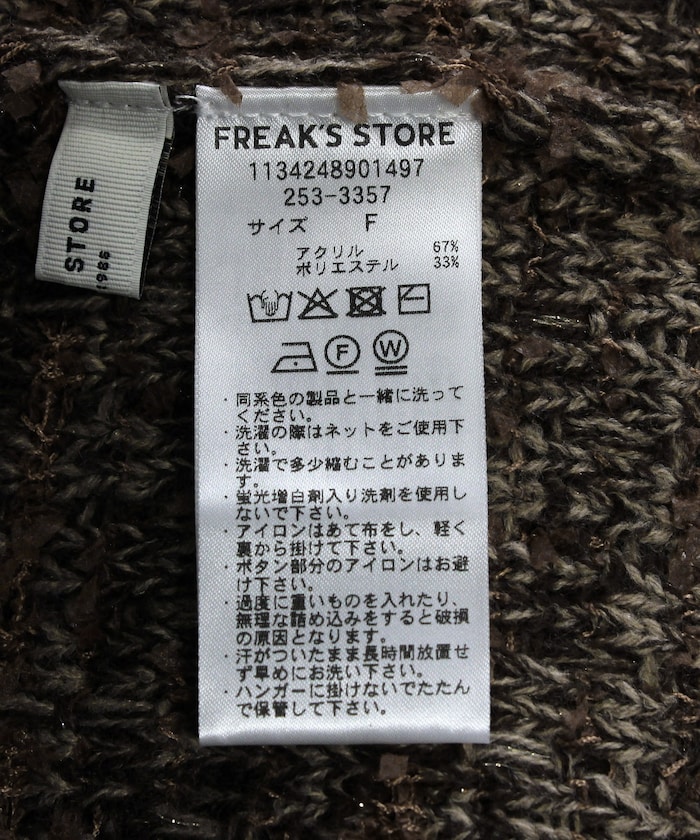 STORE
1986
FREAK'S STORE
1134248901497
253-3357
サイズ F
アクリル 67%
ポリエステル 33%
F W
・同系色の製品と一緒に洗って
ください。
・洗濯の際はネットをご使用下
さい。
・洗濯で多少縮むことがありま
す。
・蛍光増白剤入り洗剤を使用し
ないで下さい。
・アイロンはあて布をし、軽く
裏から掛けて下さい。
・ボタン部分のアイロンはお避
け下さい。
・過度に重いものを入れたり、
無理な詰め込みをすると破損
の原因となります。
・汗がついたまま長時間放置せ
ず早めにお洗い下さい。
・ハンガーに掛けないでたたん
で保管して下さい。